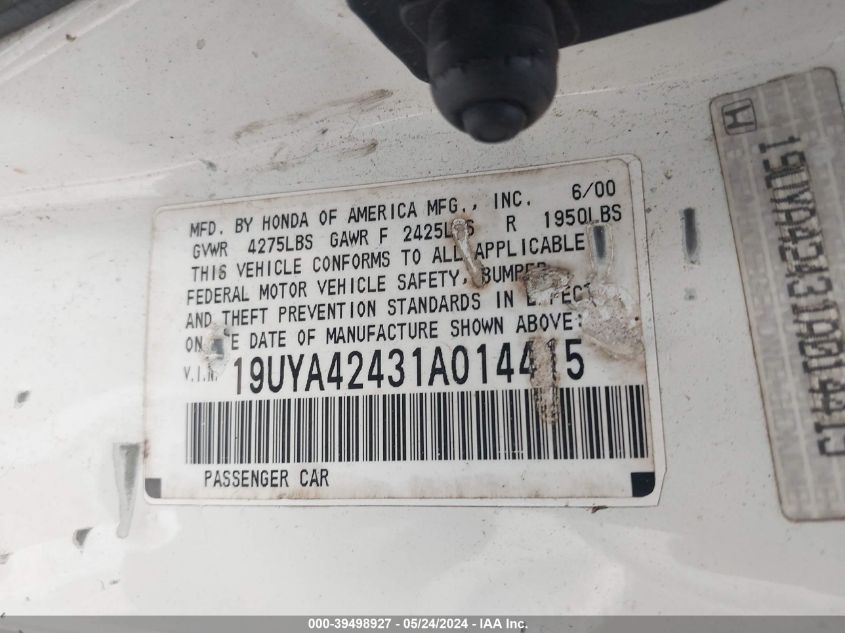 MFD. BY HONDA OF AMERICA MFG., INC. 6/00
GVWR 4275LBS GAWR F 2425LBS R 1950LBS
THIS VEHICLE CONFORMS TO ALL APPLICABLE
FEDERAL MOTOR VEHICLE SAFETY, BUMPER
AND THEFT PREVENTION STANDARDS IN EFFECT
ON THE DATE OF MANUFACTURE SHOWN ABOVE:
V.I.N. 19UYA42431A014415
PASSENGER CAR
19UYA42431A014415
000-39498927 - 05/24/2024 - IAAI Inc.